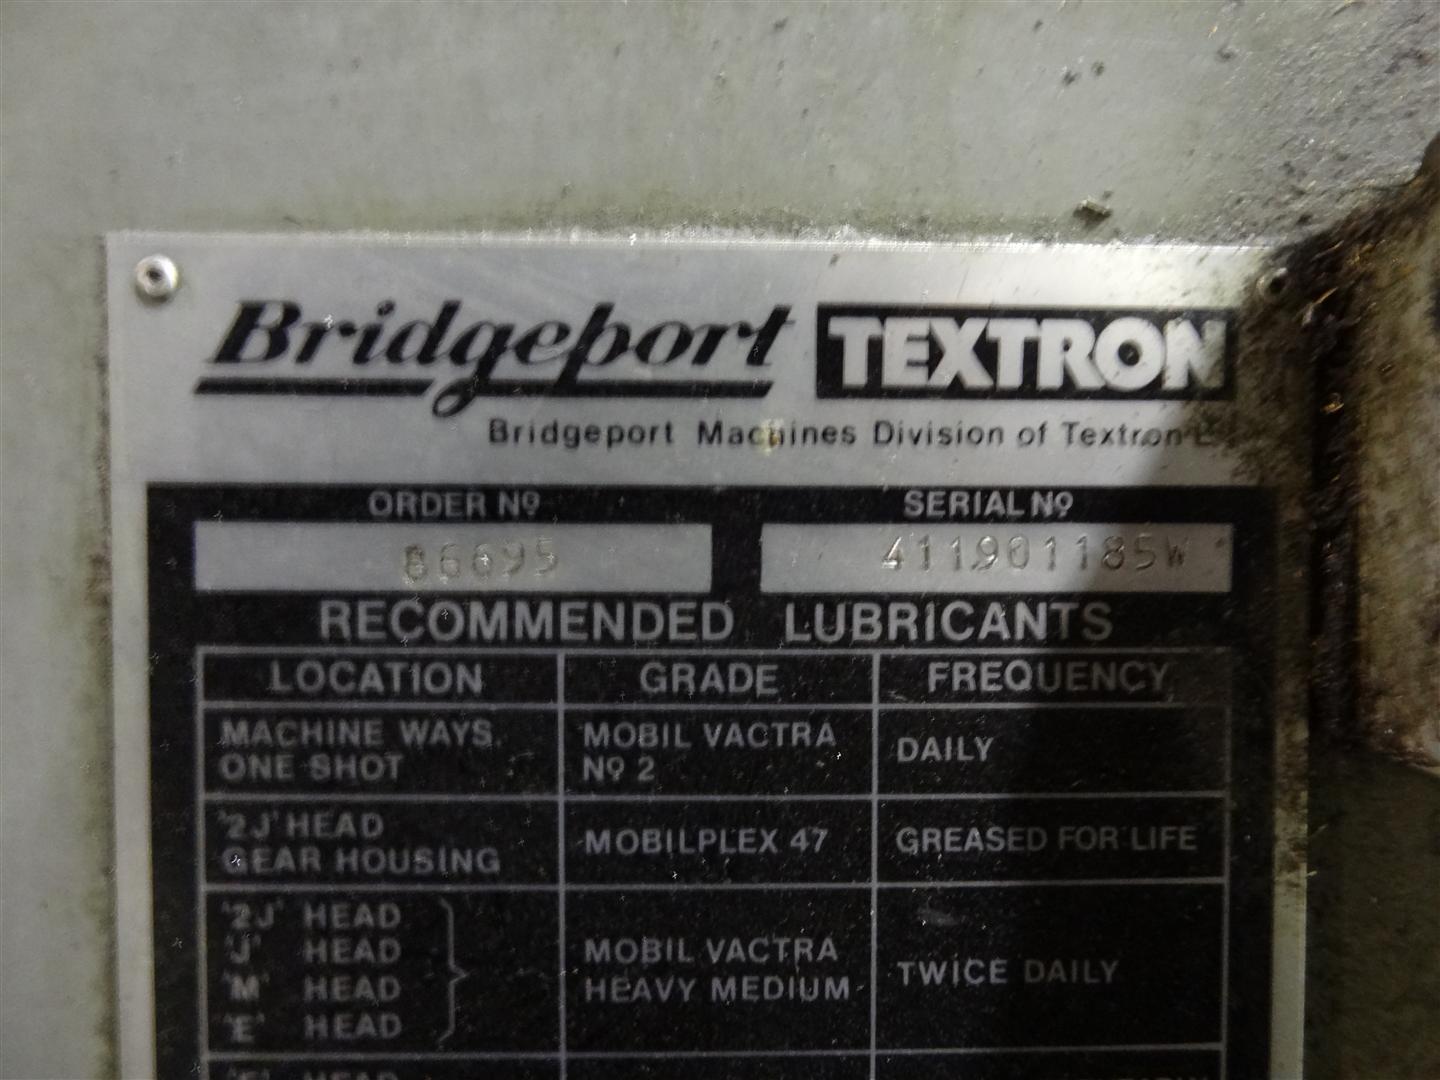 Bridgeport TEXTRON
Bridgeport Machines Division of Textron
ORDER Nº SERIAL Nº
86695 411901185W
RECOMMENDED LUBRICANTS
LOCATION GRADE FREQUENCY
MACHINE WAYS
ONE SHOT
MOBIL VACTRA
Nº 2
DAILY
'2J' HEAD
GEAR HOUSING
MOBILPLEX 47
GREASED FOR LIFE
'2J' HEAD
'J' HEAD
'M' HEAD
'E' HEAD
MOBIL VACTRA
HEAVY MEDIUM
TWICE DAILY
HEAD